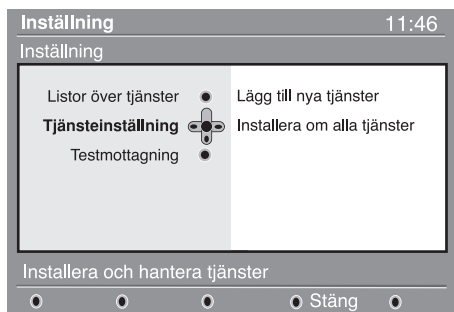 Inställning 11:46
Inställning
Listor över tjänster
Tjänsteinställning
Testmottagning
Lägg till nya tjänster
Installera om alla tjänster
Installera och hantera tjänster
Stäng